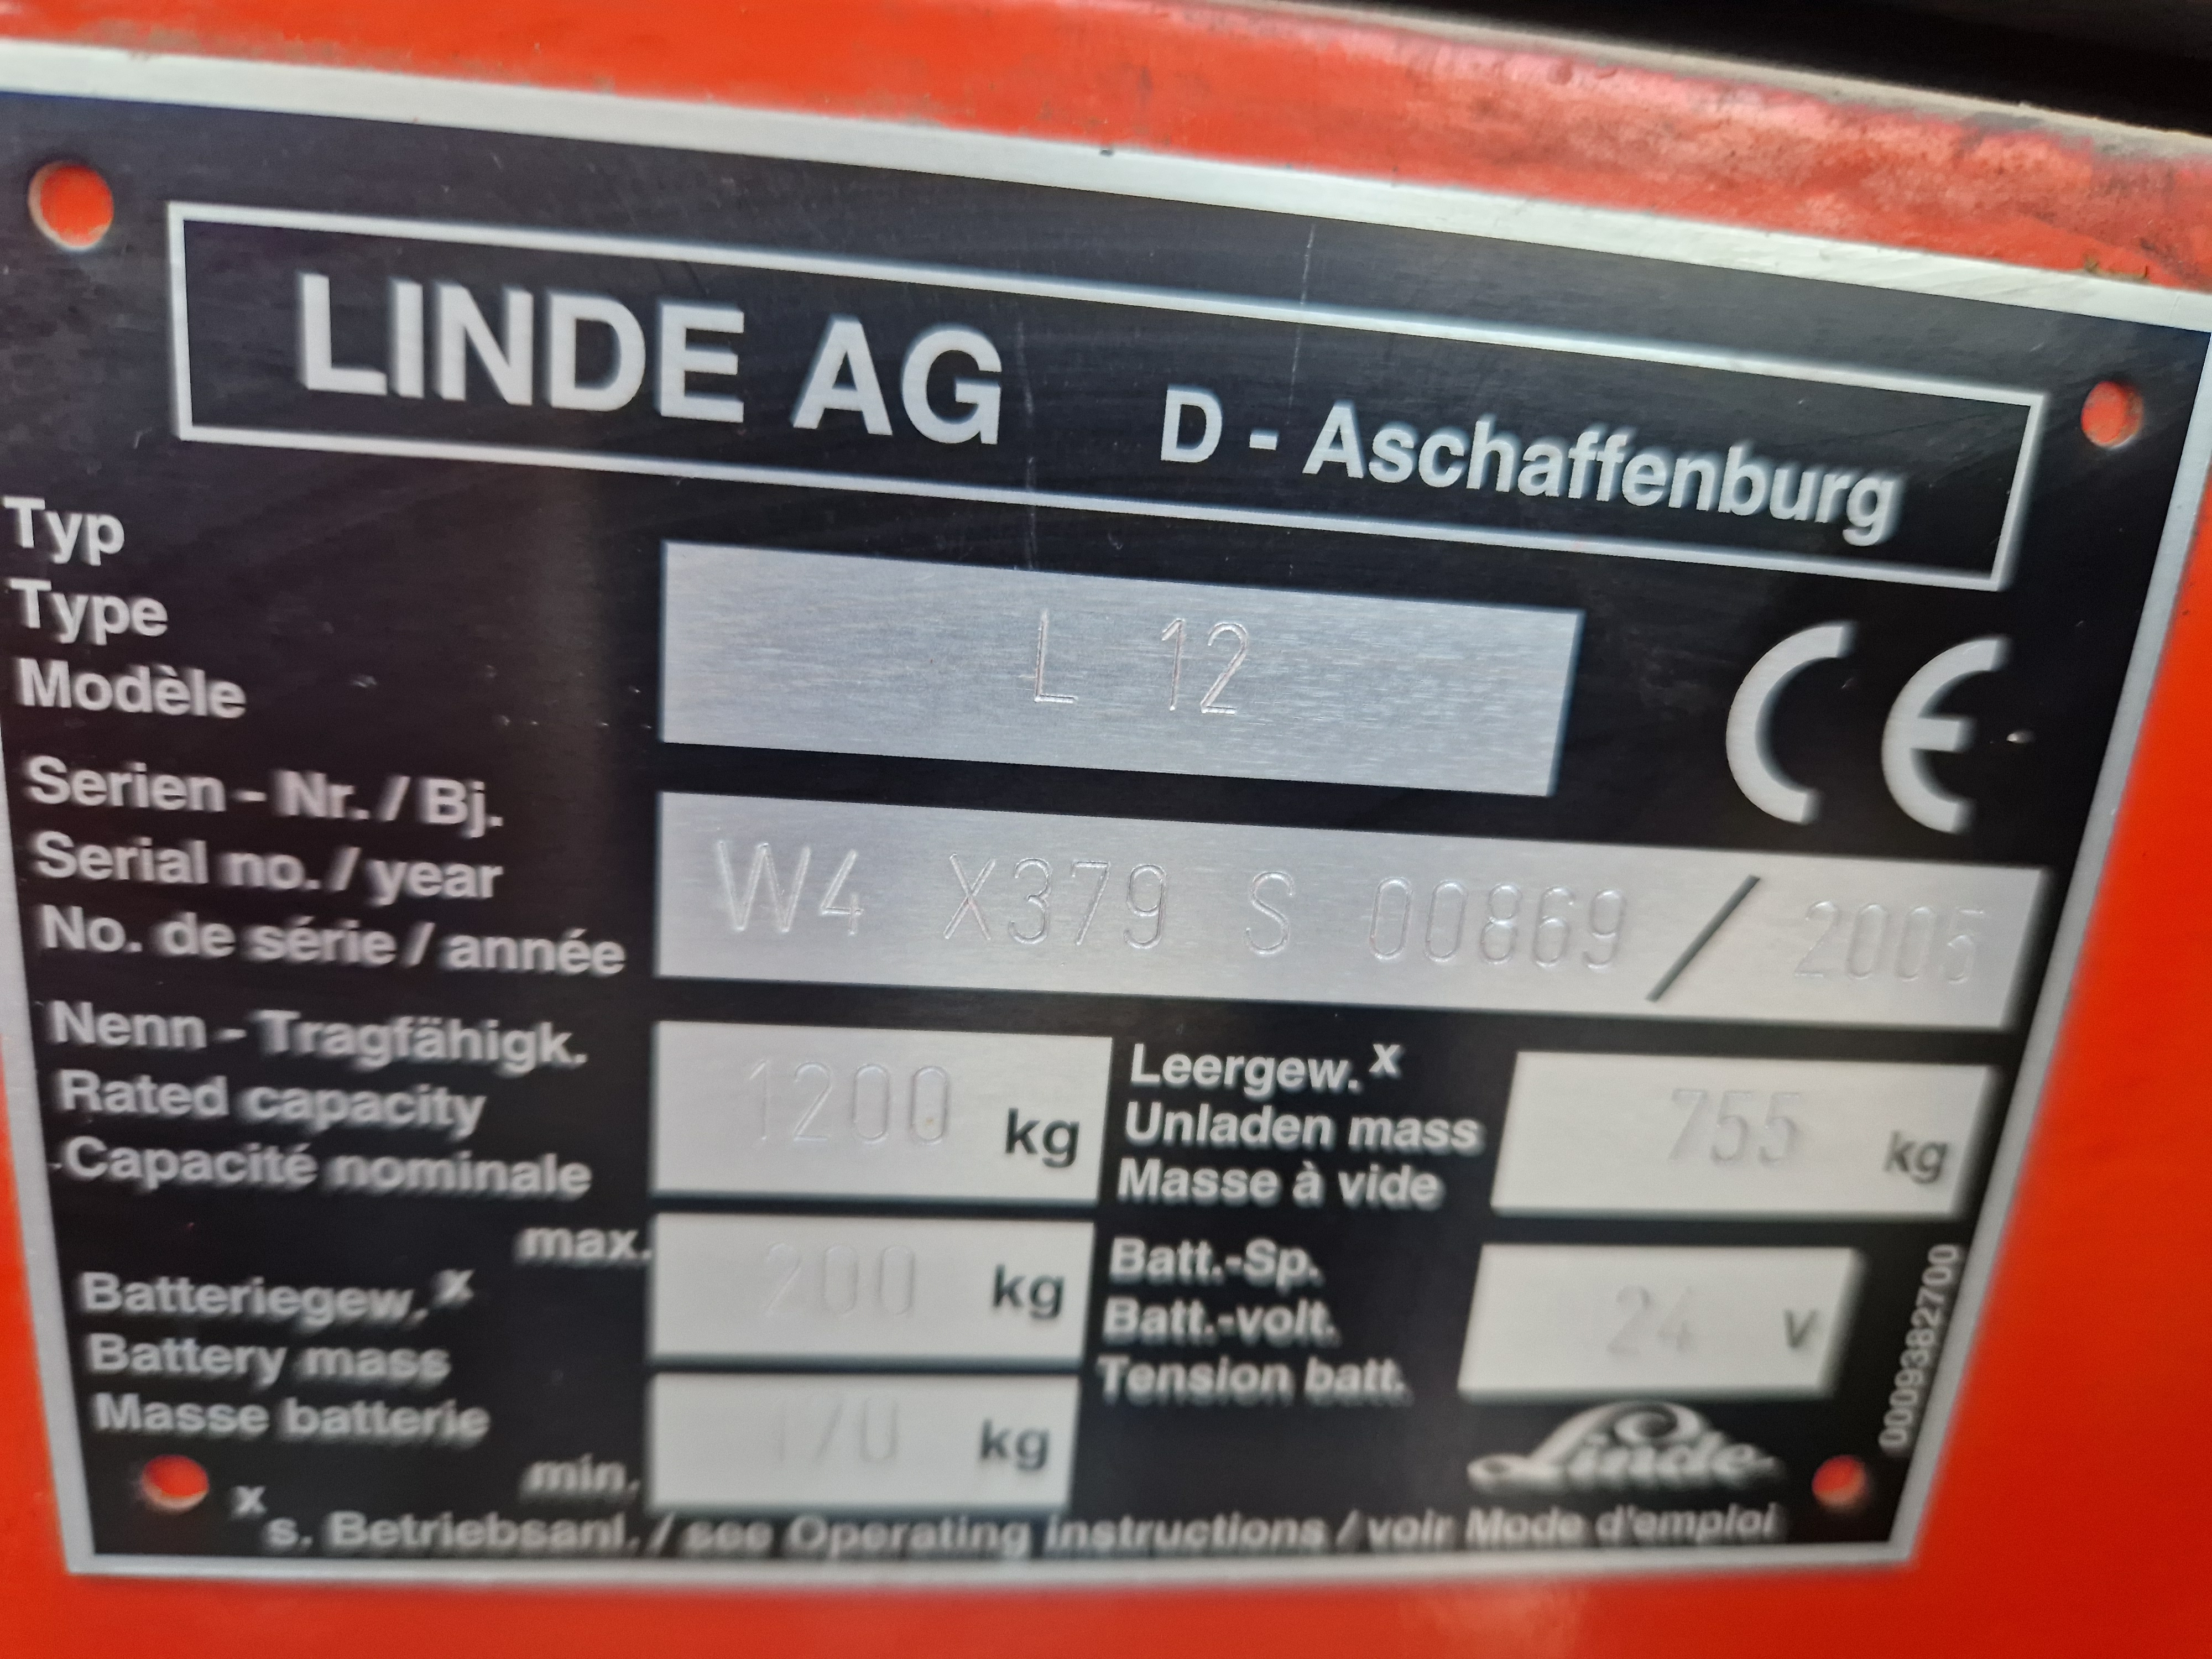 LINDE AG D - Aschaffenburg
Typ
Type
Modèle
L 12
CE
Serien - Nr. / Bj.
Serial no. / year
No. de série / année
W4 X379 S 00869 / 2005
Nenn - Tragfähigk.
Rated capacity
Capacité nominale
1200 kg
Leergew. x
Unladen mass
Masse à vide
755 kg
max.
Batteriegew. x
Battery mass
Masse batterie
min.
200 kg
170 kg
Batt.-Sp.
Batt.-volt.
Tension batt.
24 V
Linde
0009382700
x s. Betriebsanl. / see Operating instructions / voir Mode d'emploi